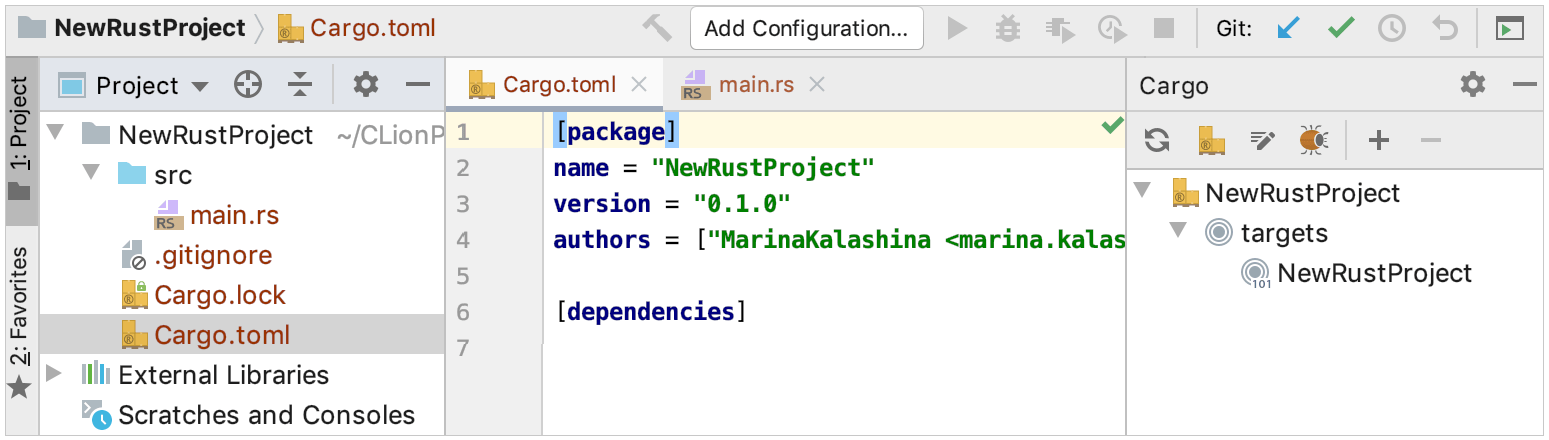 NewRustProject Cargo.toml Add Configuration... Git:
1: Project
2: Favorites
Project
NewRustProject ~/CLionP
src
main.rs
.gitignore
Cargo.lock
Cargo.toml
External Libraries
Scratches and Consoles
Cargo.toml main.rs
1 [package]
2 name = "NewRustProject"
3 version = "0.1.0"
4 authors = ["MarinaKalashina <marina.kalas
5
6 [dependencies]
7
Cargo
NewRustProject
targets
NewRustProject